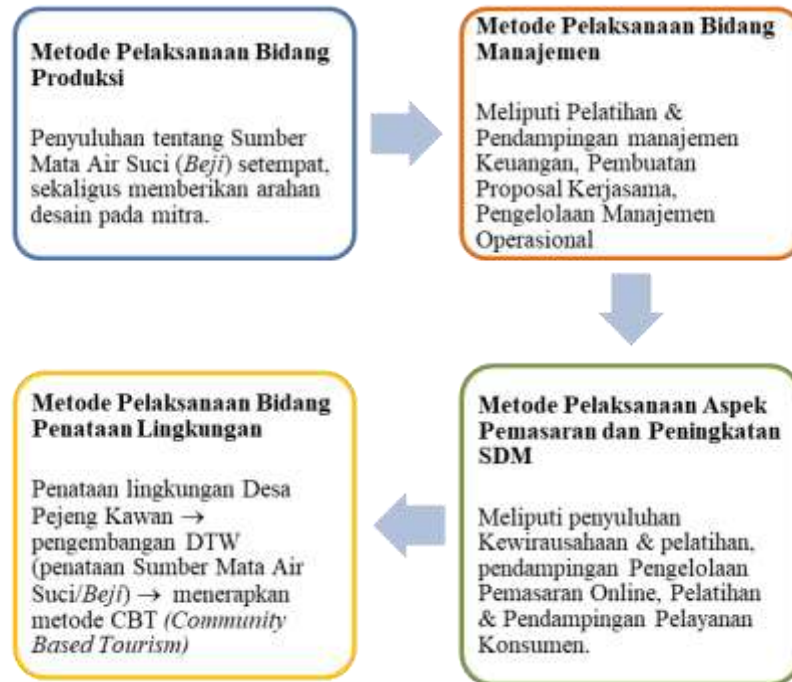 Metode Pelaksanaan Bidang
Produksi
Penyuluhan tentang Sumber
Mata Air Suci (Beji) setempat,
sekaligus memberikan arahan
desain pada mitra.
Metode Pelaksanaan Bidang
Manajemen
Meliputi Pelatihan &
Pendampingan manajemen
Keuangan, Pembuatan
Proposal Kerjasama,
Pengelolaan Manajemen
Operasional
Metode Pelaksanaan Aspek
Pemasaran dan Peningkatan
SDM
Meliputi penyuluhan
Kewirausahaan & pelatihan,
pendampingan Pengelolaan
Pemasaran Online, Pelatihan
& Pendampingan Pelayanan
Konsumen.
Metode Pelaksanaan Bidang
Penataan Lingkungan
Penataan lingkungan Desa
Pejeng Kawan →
pengembangan DTW
(penataan Sumber Mata Air
Suci/Beji) → menerapkan
metode CBT (Community
Based Tourism)